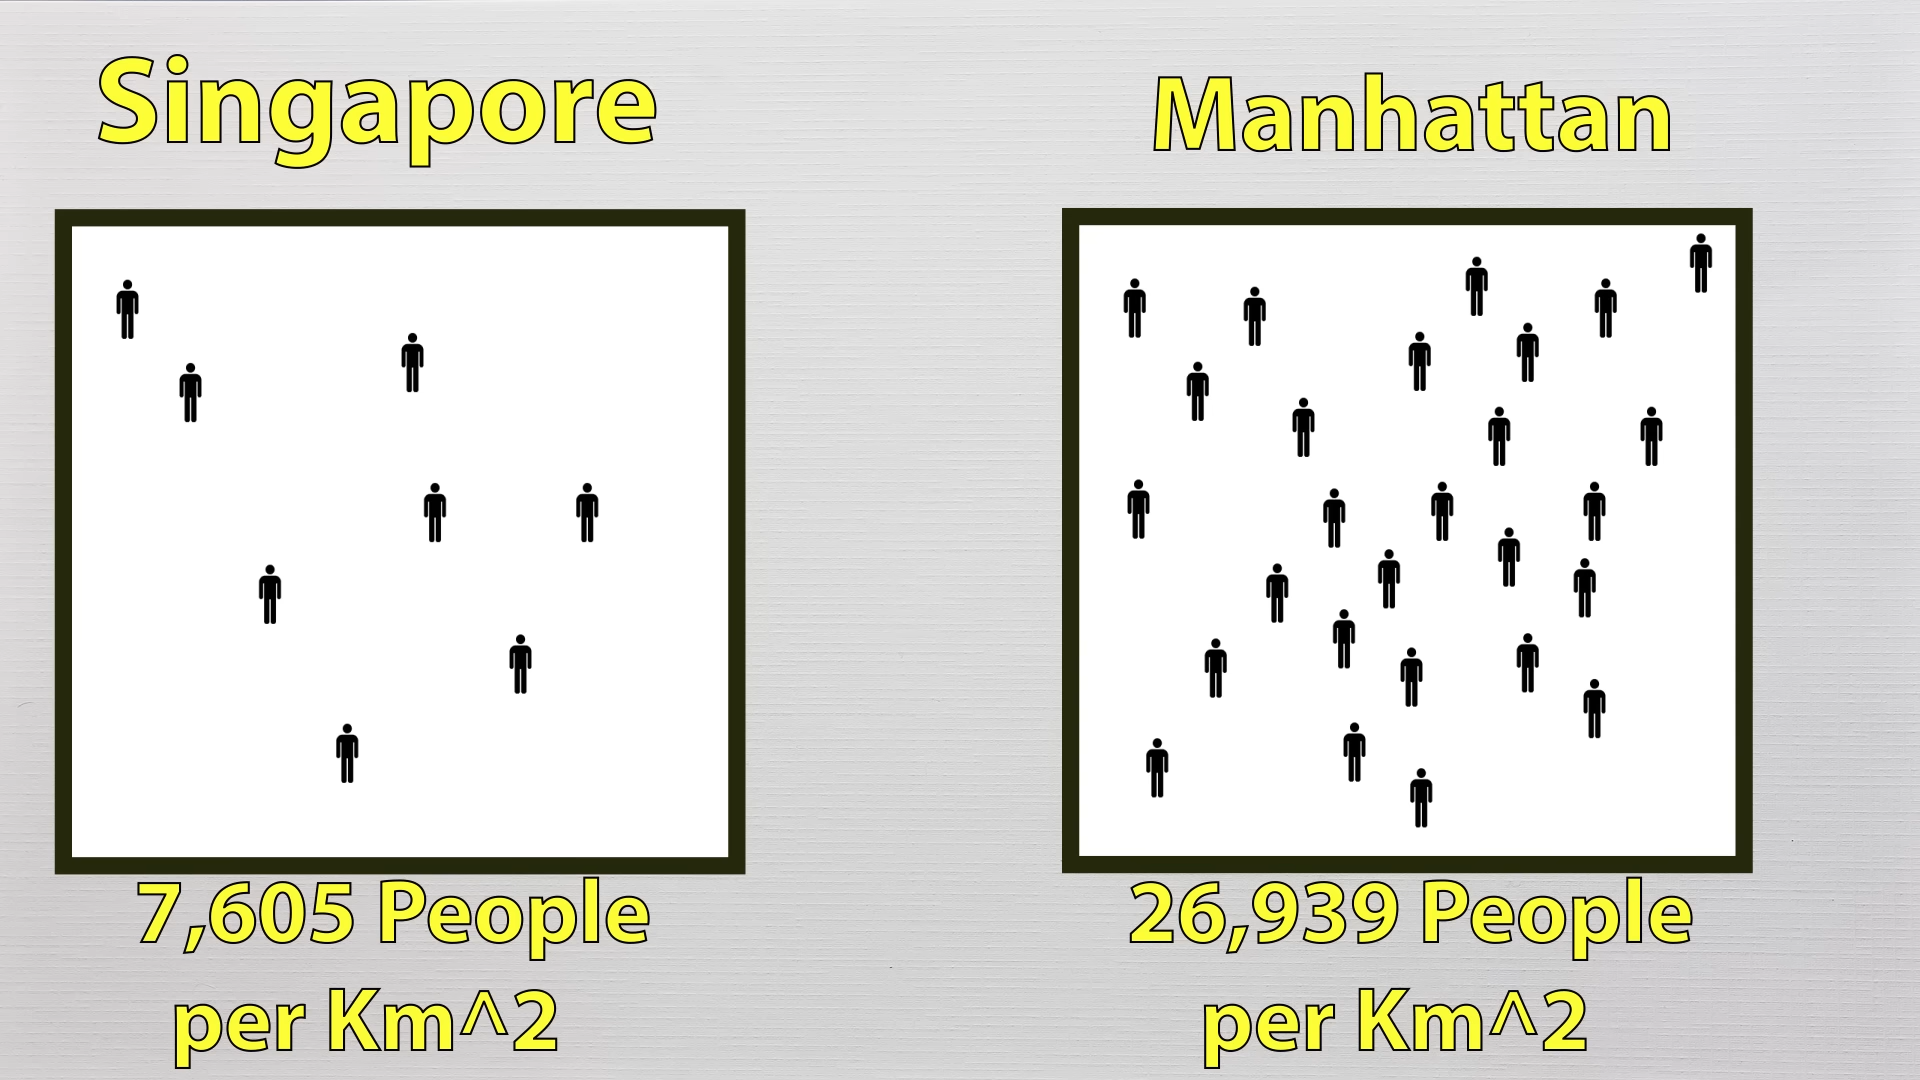 Singapore
Manhattan
7,605 People
per Km^2
26,939 People
per Km^2